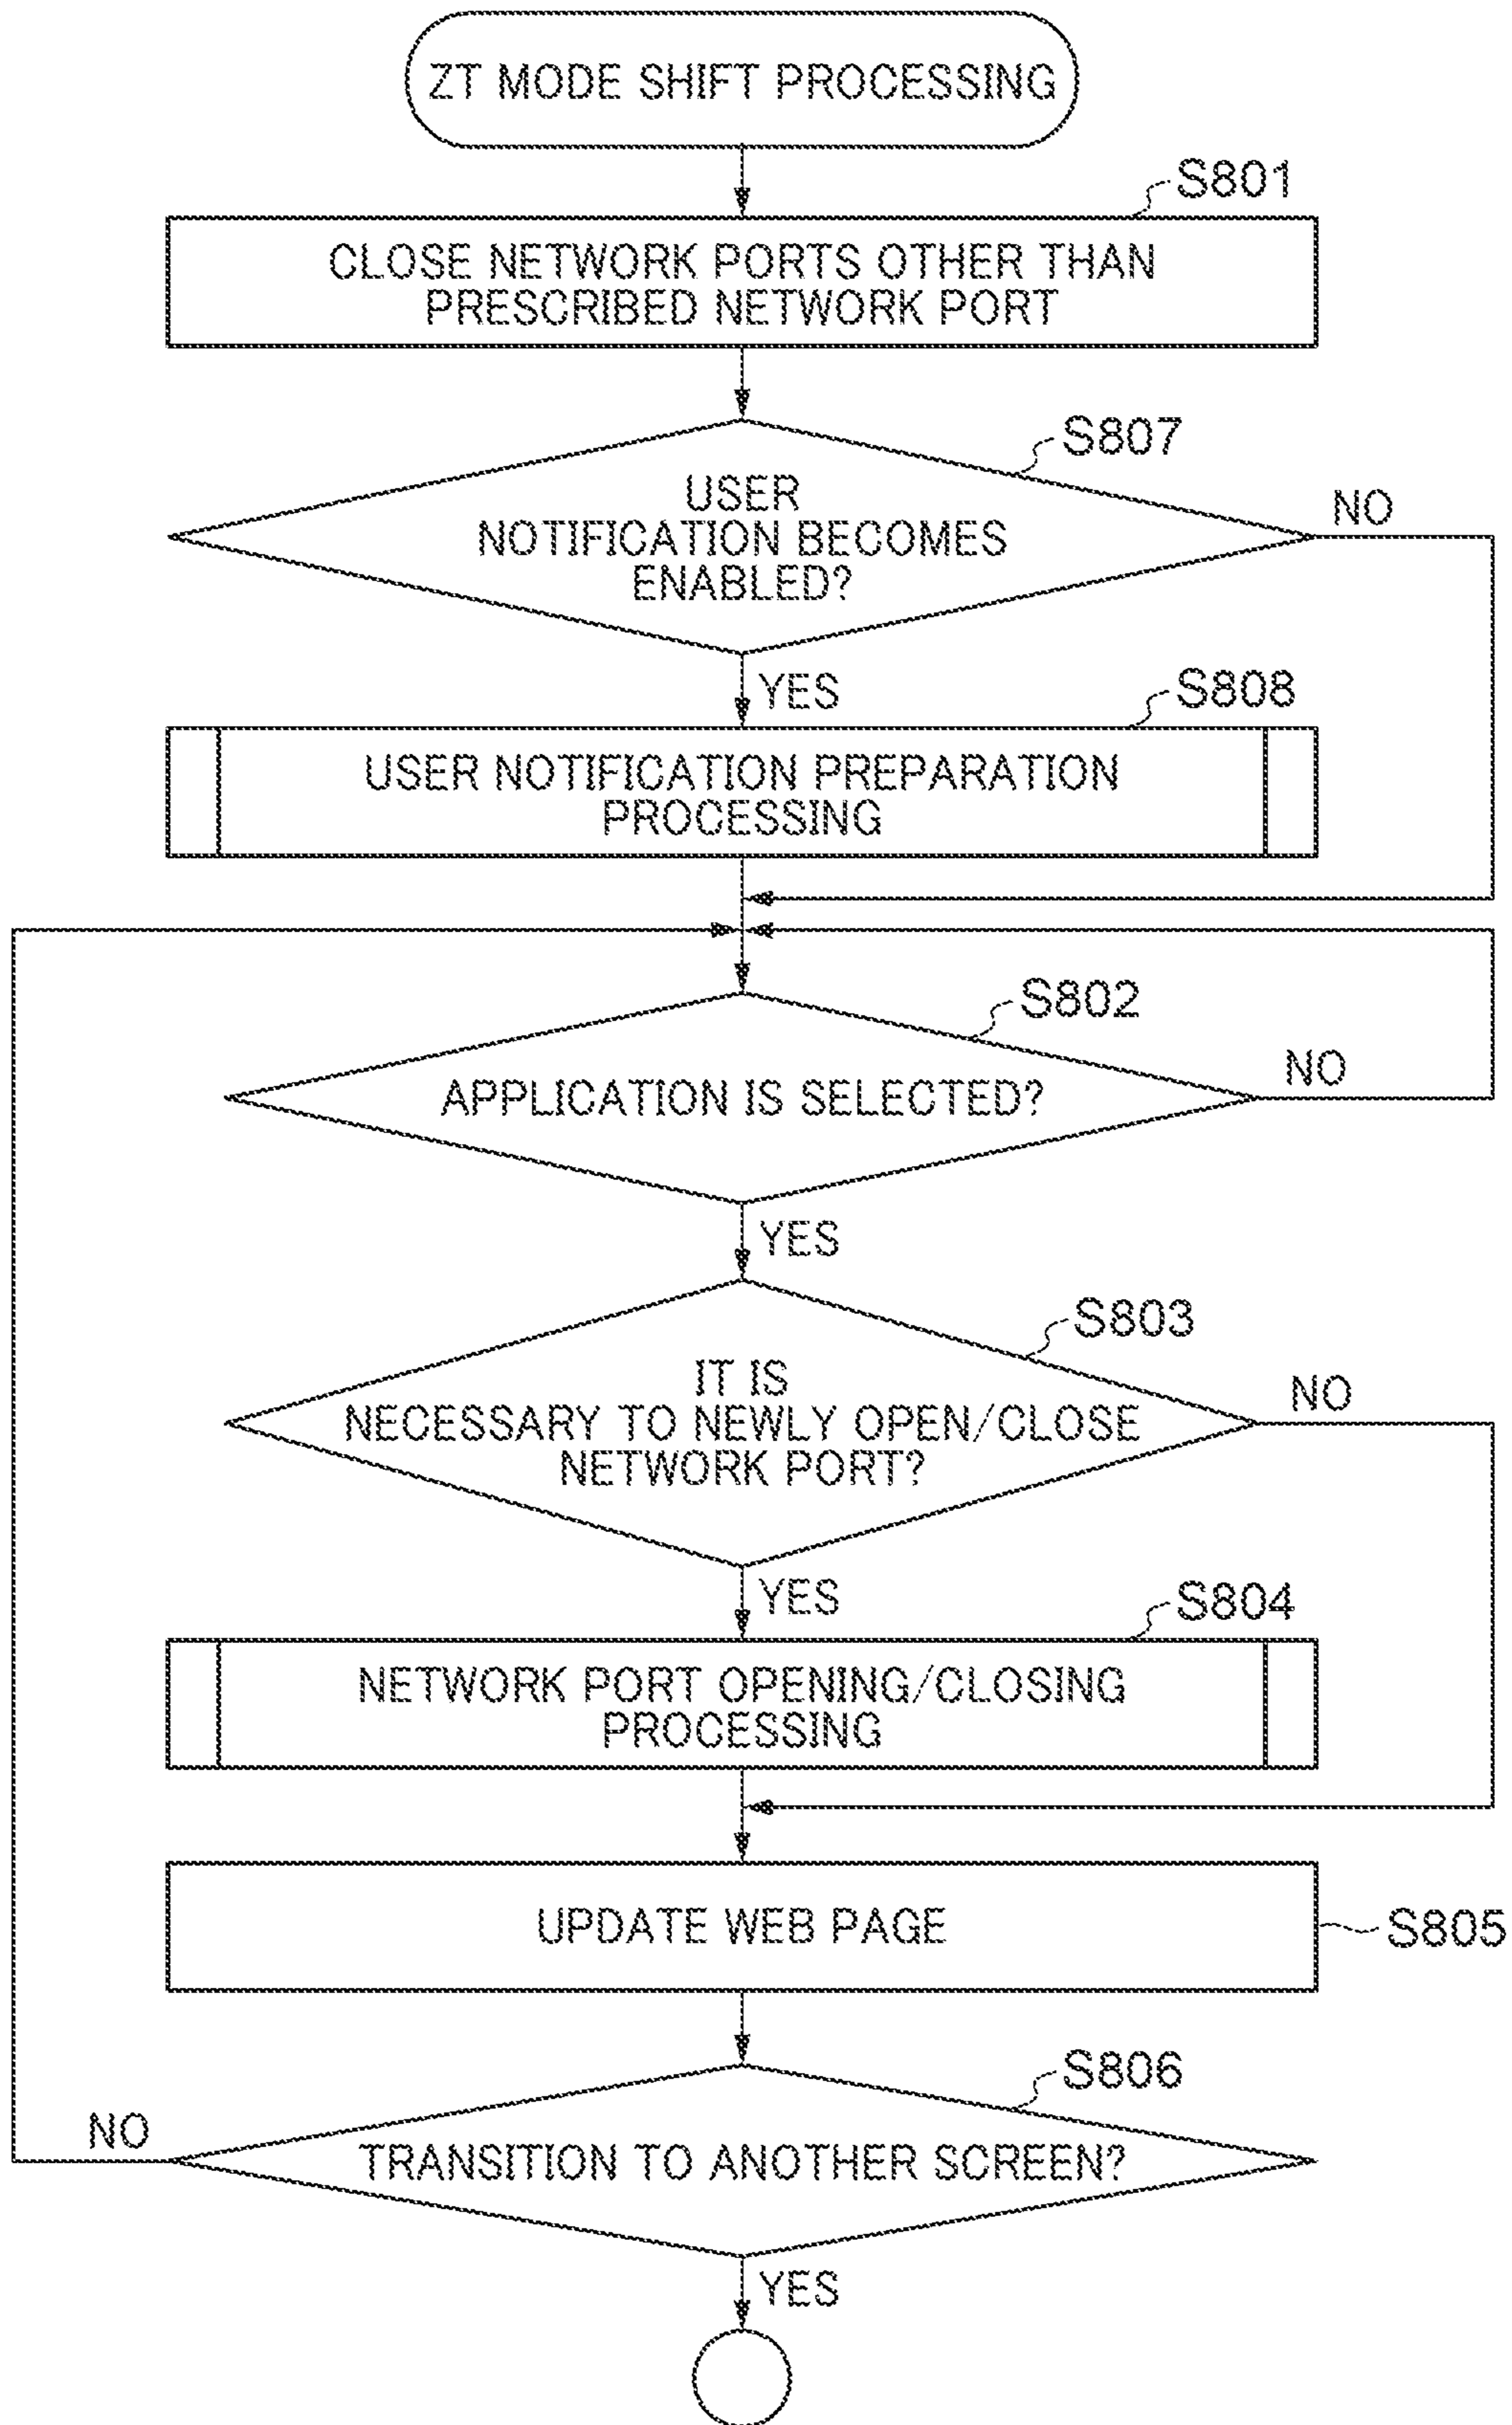 ZT MODE SHIFT PROCESSING
S801
CLOSE NETWORK PORTS OTHER THAN
PRESCRIBED NETWORK PORT
S807
USER
NOTIFICATION BECOMES
ENABLED?
NO
YES
S808
USER NOTIFICATION PREPARATION
PROCESSING
S802
APPLICATION IS SELECTED?
NO
YES
S803
IT IS
NECESSARY TO NEWLY OPEN/CLOSE
NETWORK PORT?
NO
YES
S804
NETWORK PORT OPENING/CLOSING
PROCESSING
UPDATE WEB PAGE
S805
S806
NO
TRANSITION TO ANOTHER SCREEN?
YES